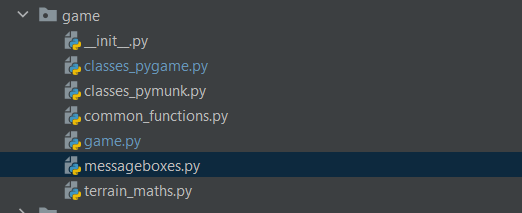 game
__init__.py
classes_pygame.py
classes_pymunk.py
common_functions.py
game.py
messageboxes.py
terrain_maths.py